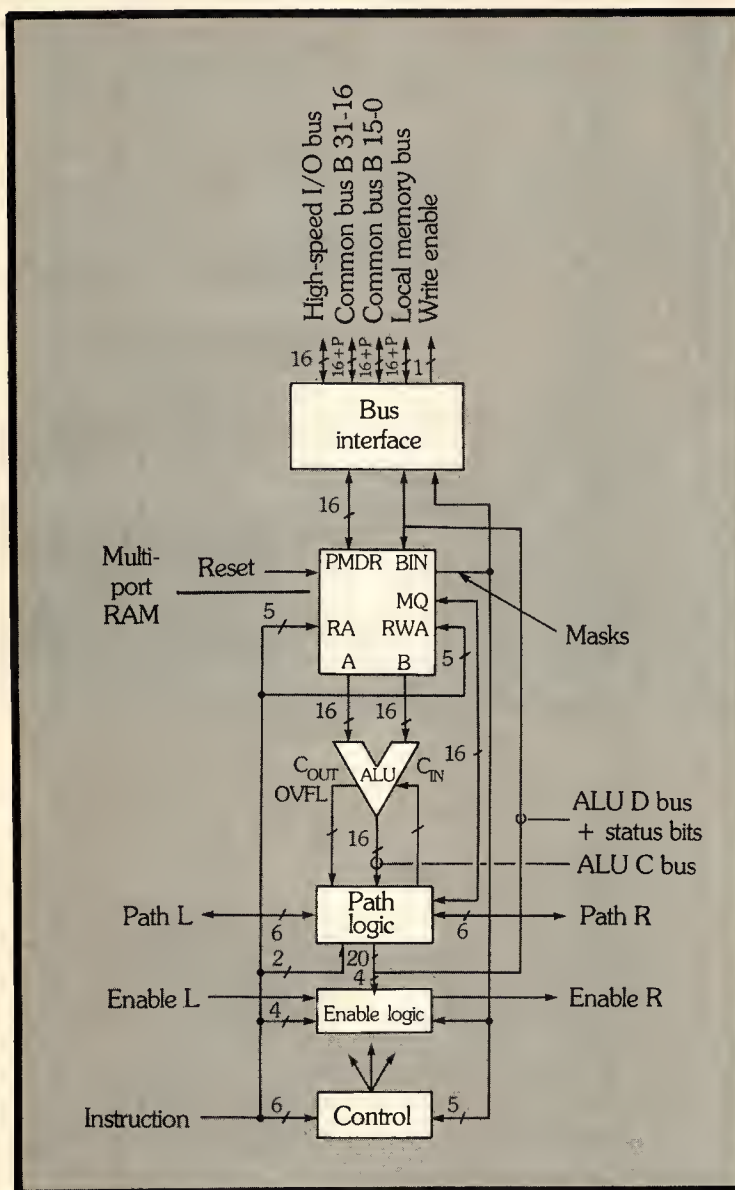 High-speed I/O bus
Common bus B 31-16
Common bus B 15-0
Local memory bus
Write enable
16
16+P
16+P
16+P
1
Bus
interface
16
Multi-
port
RAM
Reset
PMDR BIN
MQ
5
RA RWA
5
A B
Masks
16 16
16
C_OUT
OVFL
ALU
C_IN
ALU D bus
+ status bits
16
ALU C bus
Path L
6
Path
logic
6
Path R
2
20
4
Enable L
4
Enable logic
Enable R
Instruction
6
Control
5